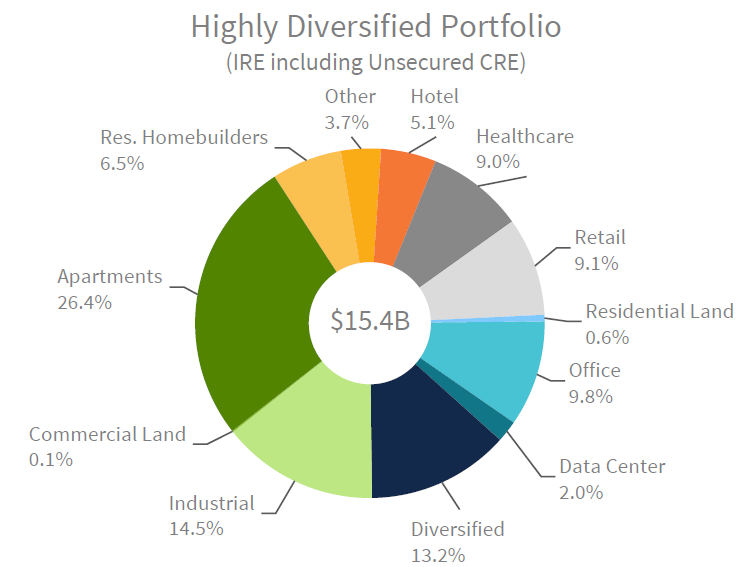 Highly Diversified Portfolio
(IRE including Unsecured CRE)
Other
3.7%
Hotel
5.1%
Healthcare
9.0%
Res. Homebuilders
6.5%
Retail
9.1%
Apartments
26.4%
$15.4B
Residential Land
0.6%
Office
9.8%
Commercial Land
0.1%
Data Center
2.0%
Industrial
14.5%
Diversified
13.2%